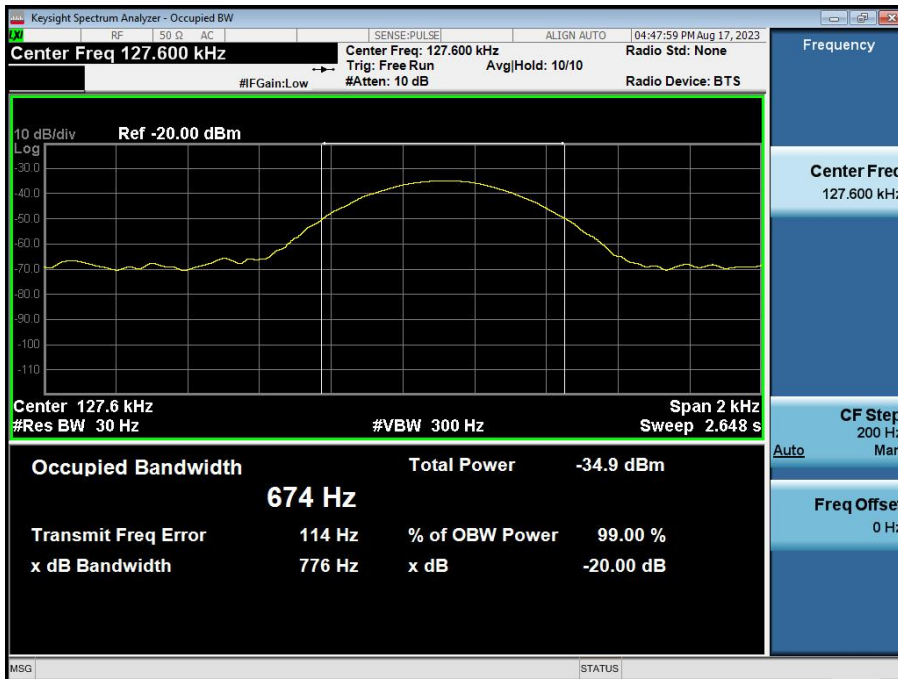 Keysight Spectrum Analyzer - Occupied BW
LXI RF 50 Ω AC SENSE:PULSE ALIGN AUTO 04:47:59 PM Aug 17, 2023
Center Freq 127.600 kHz
Center Freq: 127.600 kHz Radio Std: None
Trig: Free Run Avg|Hold: 10/10
#IFGain:Low #Atten: 10 dB Radio Device: BTS
10 dB/div Ref -20.00 dBm
Log
-30.0
-40.0
-50.0
-60.0
-70.0
-80.0
-90.0
-100
-110
Center 127.6 kHz Span 2 kHz
#Res BW 30 Hz #VBW 300 Hz Sweep 2.648 s
Occupied Bandwidth Total Power -34.9 dBm
674 Hz
Transmit Freq Error 114 Hz % of OBW Power 99.00 %
x dB Bandwidth 776 Hz x dB -20.00 dB
MSG STATUS
Frequency
Center Freq
127.600 kHz
CF Step
200 Hz
Auto Man
Freq Offset
0 Hz